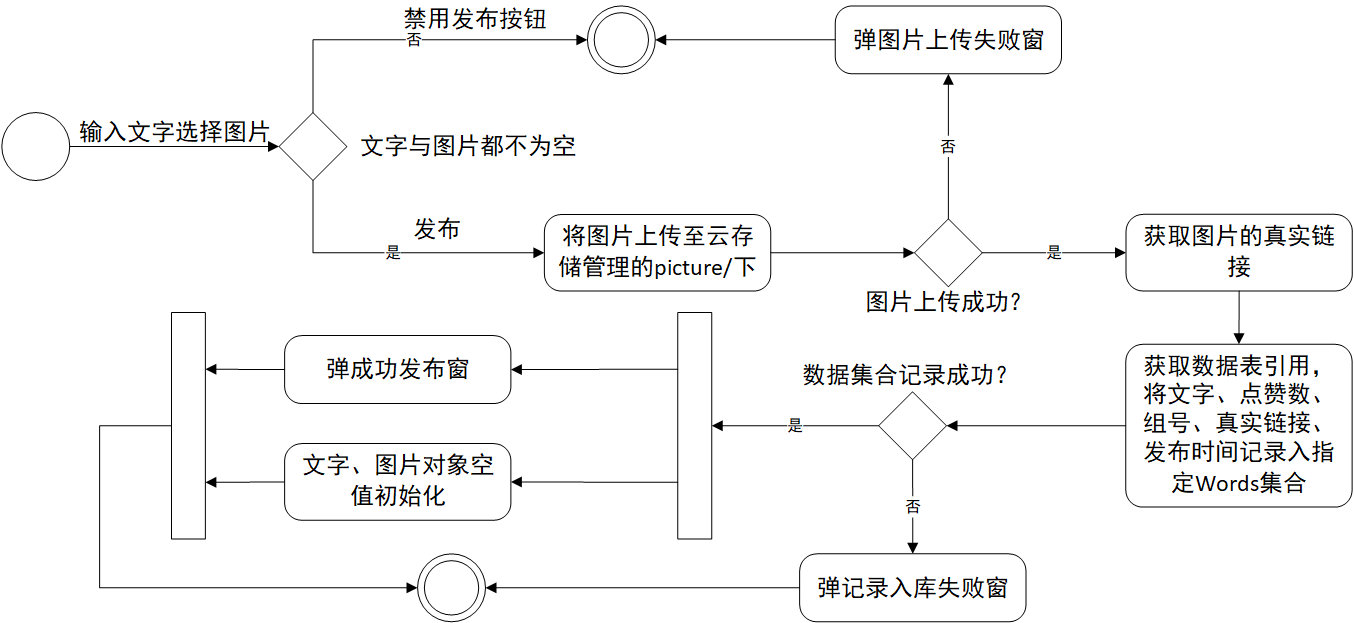 禁用发布按钮
否
弹图片上传失败窗
输入文字选择图片
文字与图片都不为空
否
发布
是
将图片上传至云存
储管理的picture/下
是
获取图片的真实链
接
图片上传成功?
弹成功发布窗
数据集合记录成功?
获取数据表引用,
将文字、点赞数、
组号、真实链接、
发布时间记录入指
定Words集合
是
文字、图片对象空
值初始化
否
弹记录入库失败窗